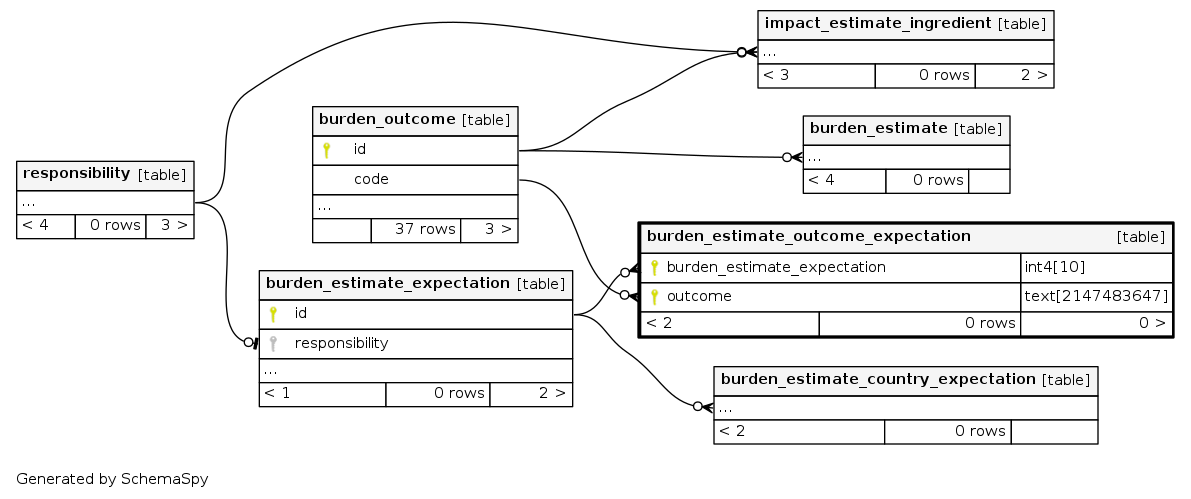 impact_estimate_ingredient [table]
...
< 3 0 rows 2 >
burden_outcome [table]
id
code
...
37 rows 3 >
burden_estimate [table]
...
< 4 0 rows
responsibility [table]
...
< 4 0 rows 3 >
burden_estimate_outcome_expectation [table]
burden_estimate_expectation int4[10]
outcome text[2147483647]
< 2 0 rows 0 >
burden_estimate_expectation [table]
id
responsibility
...
< 1 0 rows 2 >
burden_estimate_country_expectation [table]
...
< 2 0 rows
Generated by SchemaSpy